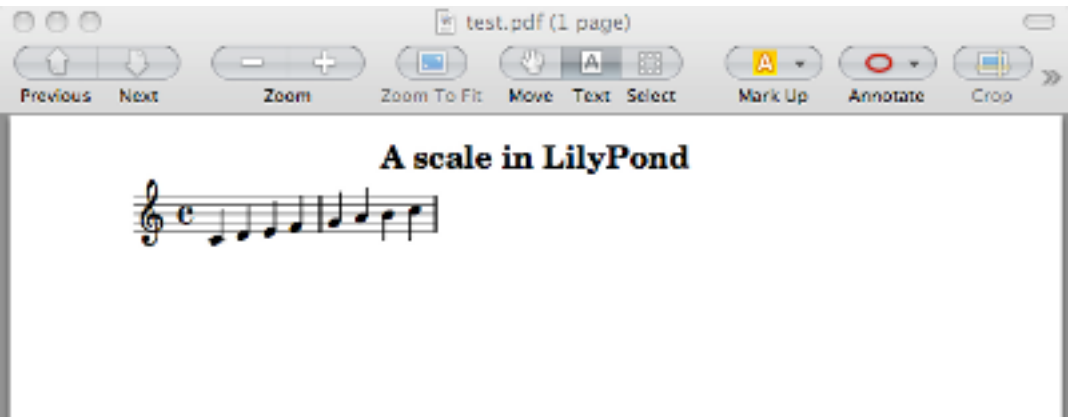 test.pdf (1 page)
Previous Next Zoom Zoom To Fit Move Text Select Mark Up Annotate Crop
A scale in LilyPond